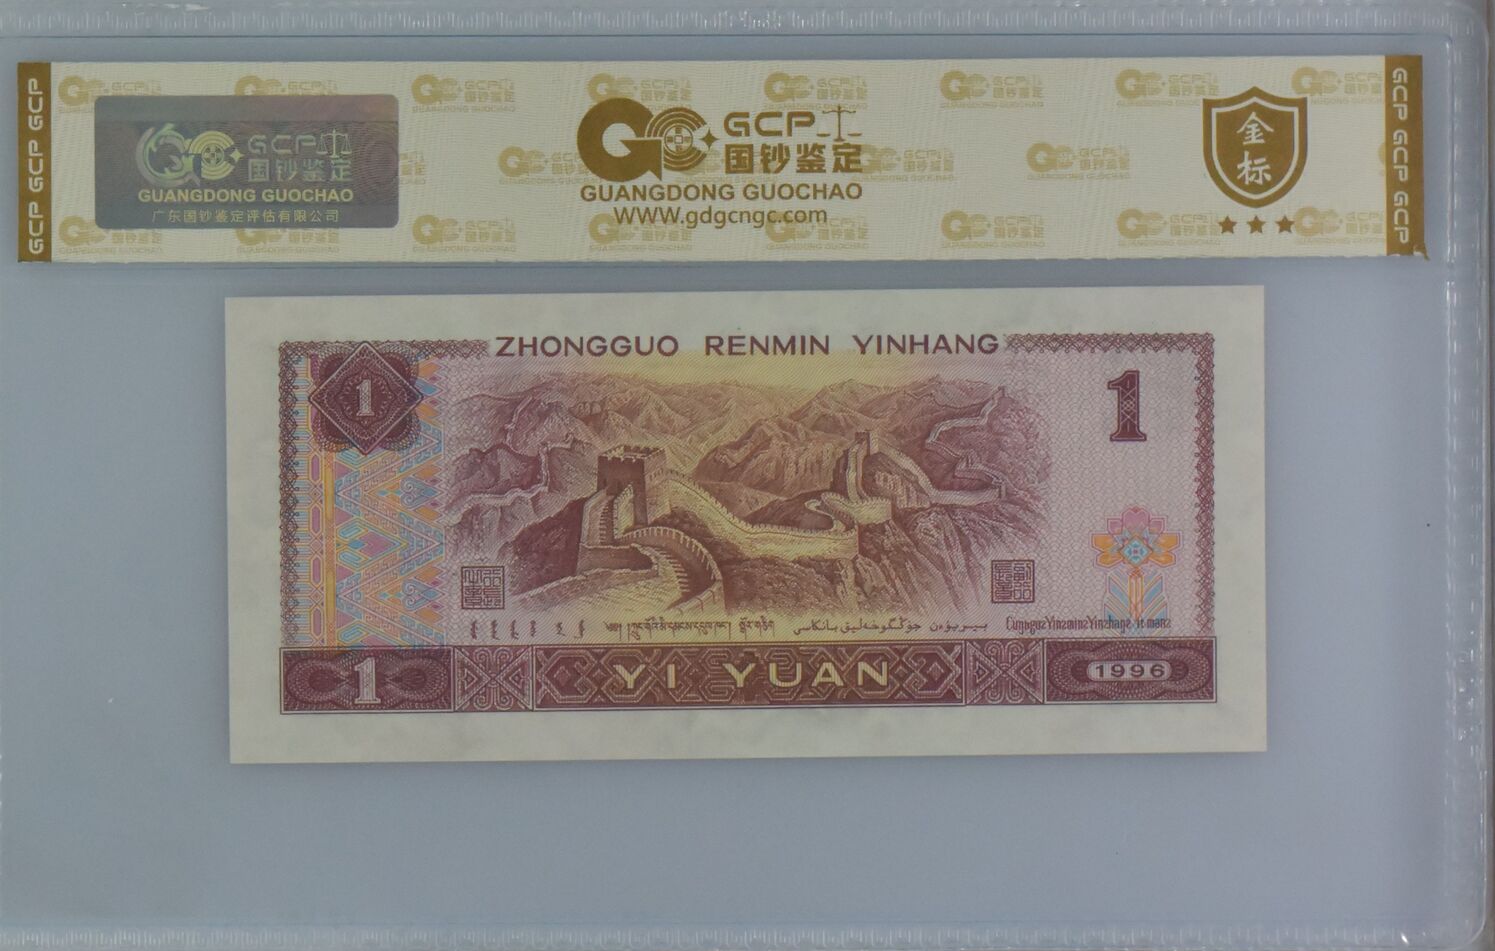 GCP GCP GCP
GCP 国钞鉴定
GUANGDONG GUOCHAO
广东国钞鉴定评估有限公司
GCP
国钞鉴定
GUANGDONG GUOCHAO
WWW.gdgcngc.com
金标
GCP GCP GCP
ZHONGGUO RENMIN YINHANG
1
1
1
YI YUAN
1996